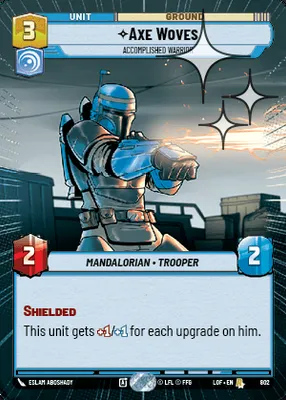 UNIT
GROUND
3
✧AXE WOVES
ACCOMPLISHED WARRIOR
2
MANDALORIAN • TROOPER
2
SHIELDED
This unit gets +1/+1 for each upgrade on him.
ESLAM ABOSHADY
© LFL © FFG
LOF • EN
802